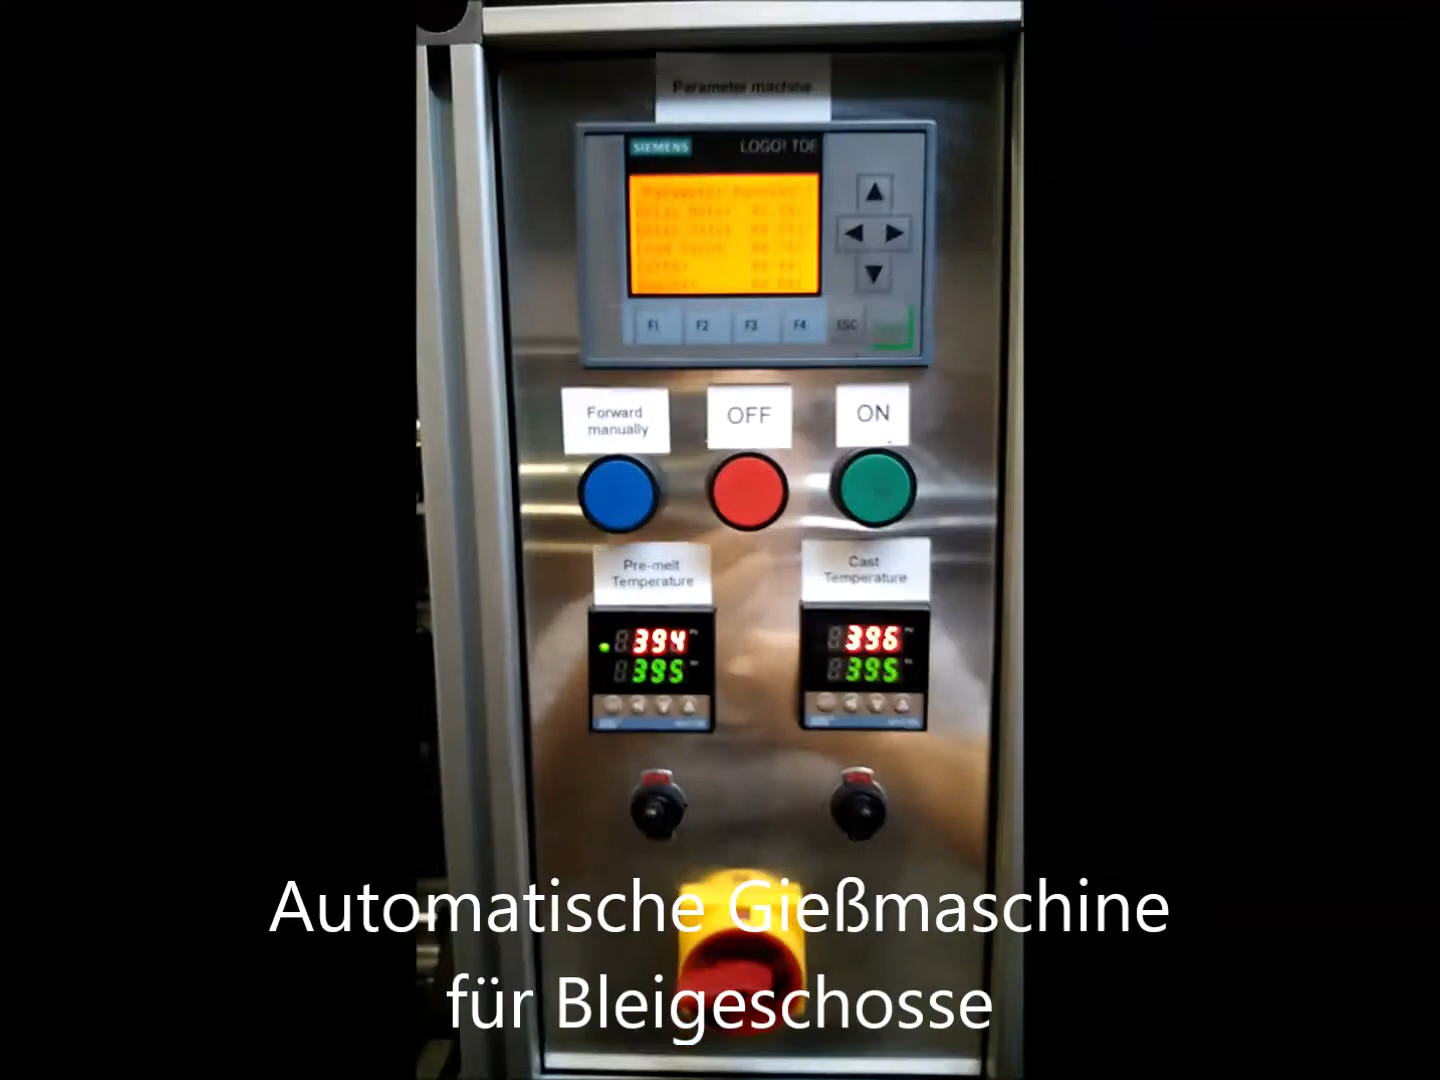 Parameter machine
SIEMENS LOGO! TDE
F1 F2 F3 F4 ESC
Forward
manually
OFF
ON
Pre-melt
Temperature
Cast
Temperature
394
395
396
395
Automatische Gießmaschine
für Bleigeschosse